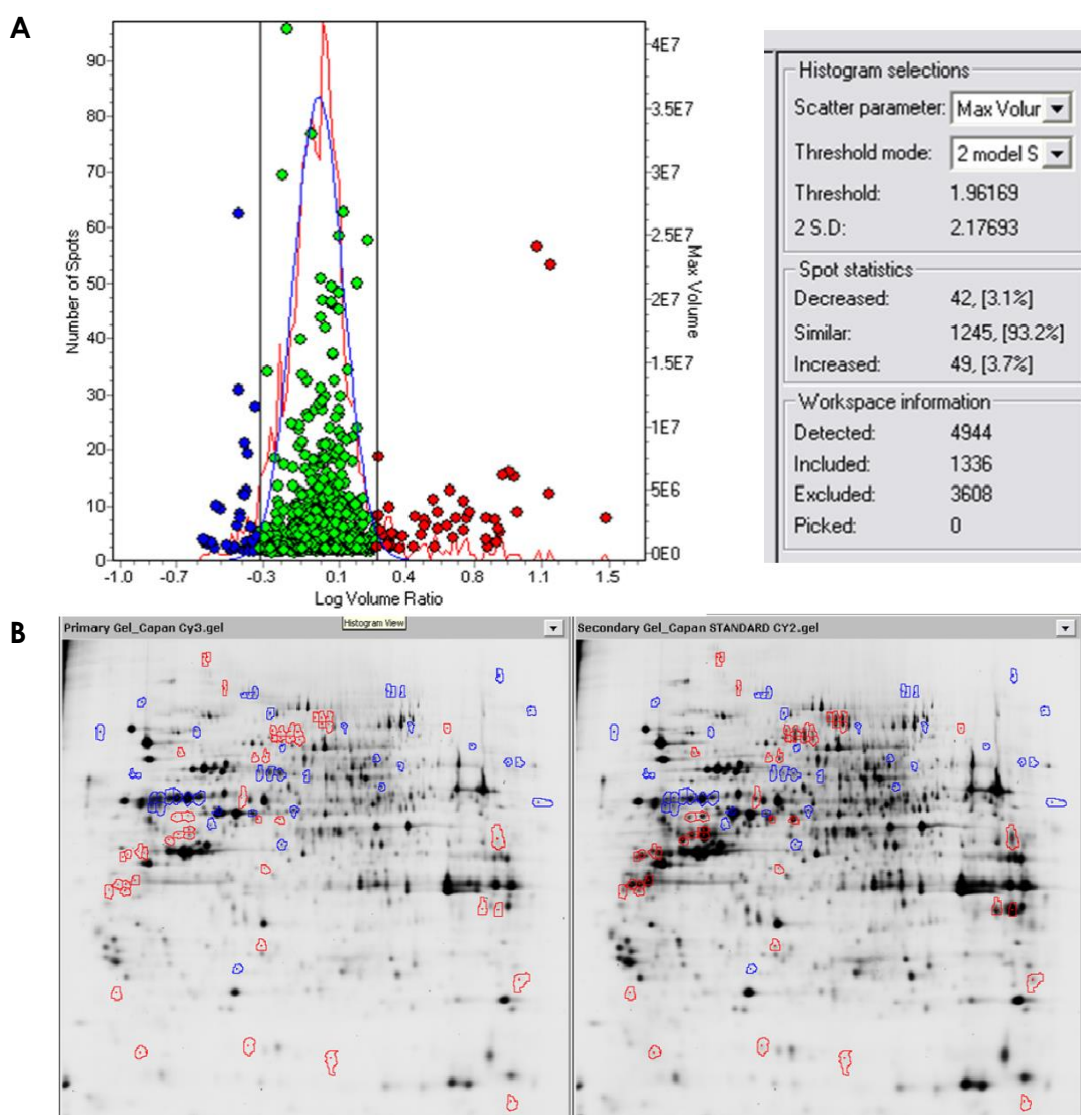 A
Number of Spots
90
80
70
60
50
40
30
20
10
0
-1.0 -0.7 -0.3 0.1 0.4 0.8 1.1 1.5
Log Volume Ratio
4E7
3.5E7
3E7
2.5E7
2E7
1.5E7
1E7
5E6
0E0
Max Volume
Histogram selections
Scatter parameter: Max Volur
Threshold mode: 2 model S
Threshold: 1.96169
2 S.D: 2.17693
Spot statistics
Decreased: 42, [3.1%]
Similar: 1245, [93.2%]
Increased: 49, [3.7%]
Workspace information
Detected: 4944
Included: 1336
Excluded: 3608
Picked: 0
B
Primary Gel_Capan Cy3.gel
Histogram View
Secondary Gel_Capan STANDARD CY2.gel